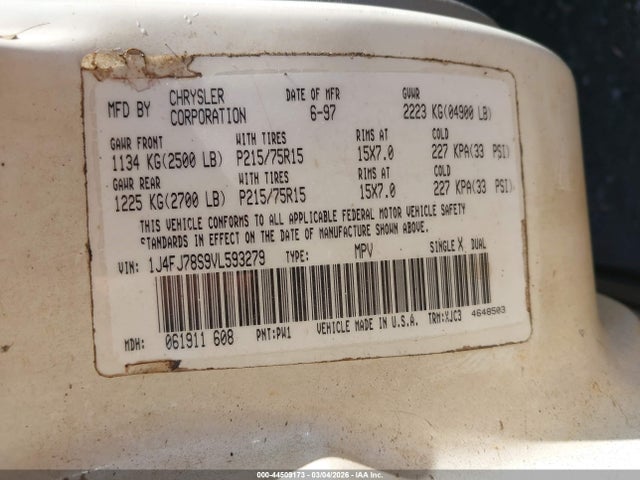 MFD BY CHRYSLER CORPORATION DATE OF MFR 6-97 GVWR 2223 KG(04900 LB)
GAWR FRONT WITH TIRES RIMS AT COLD
1134 KG(2500 LB) P215/75R15 15X7.0 227 KPA(33 PSI)
GAWR REAR WITH TIRES RIMS AT COLD
1225 KG(2700 LB) P215/75R15 15X7.0 227 KPA(33 PSI)
THIS VEHICLE CONFORMS TO ALL APPLICABLE FEDERAL MOTOR VEHICLE SAFETY
STANDARDS IN EFFECT ON THE DATE OF MANUFACTURE SHOWN ABOVE.
VIN: 1J4FJ78S9VL593279 TYPE: MPV SINGLE X DUAL
MDH: 061911 608 PNT:PW1 VEHICLE MADE IN U.S.A. TRM:XJC3 4648503
000-44509173 - 03/04/2026 - COPART IAA